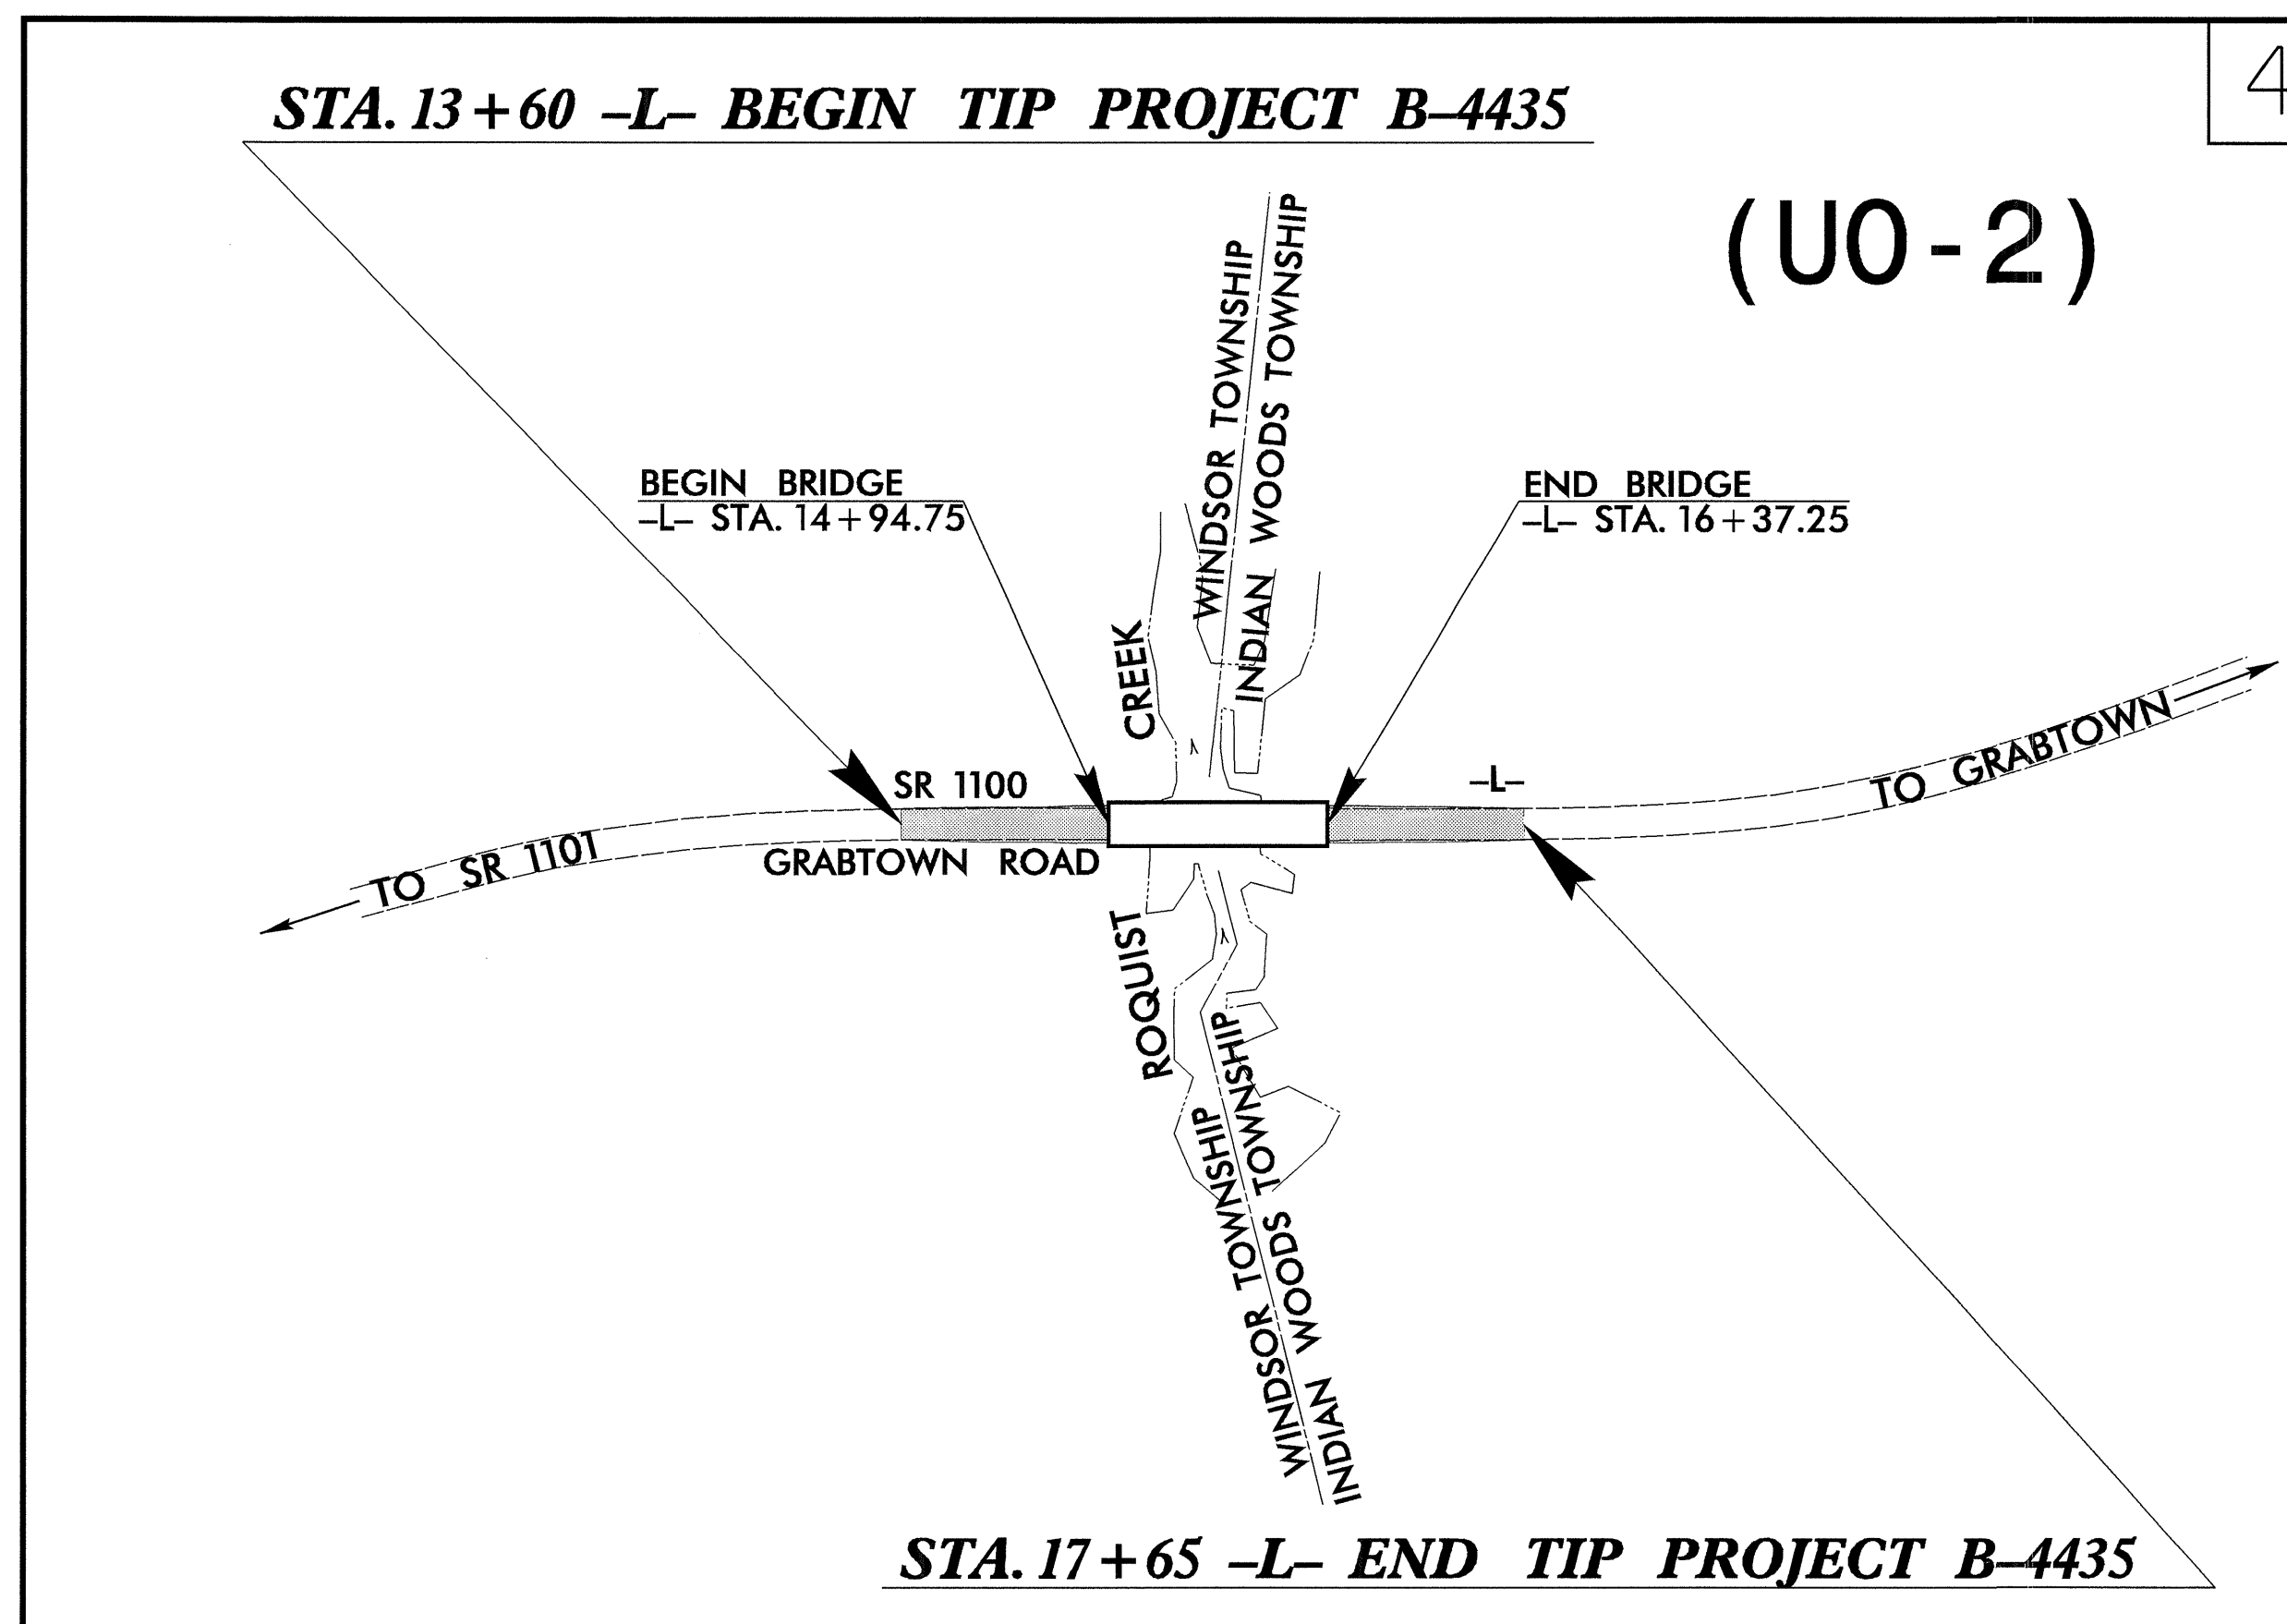 4
STA. 13+60 –L– BEGIN TIP PROJECT B–4435
(UO-2)
WINDSOR TOWNSHIP
INDIAN WOODS TOWNSHIP
BEGIN BRIDGE
–L– STA. 14+94.75
END BRIDGE
–L– STA. 16+37.25
CREEK
SR 1100
–L–
TO GRABTOWN
TO SR 1101
GRABTOWN ROAD
ROQUIST
WINDSOR TOWNSHIP
INDIAN WOODS TOWNSHIP
STA. 17+65 –L– END TIP PROJECT B–4435